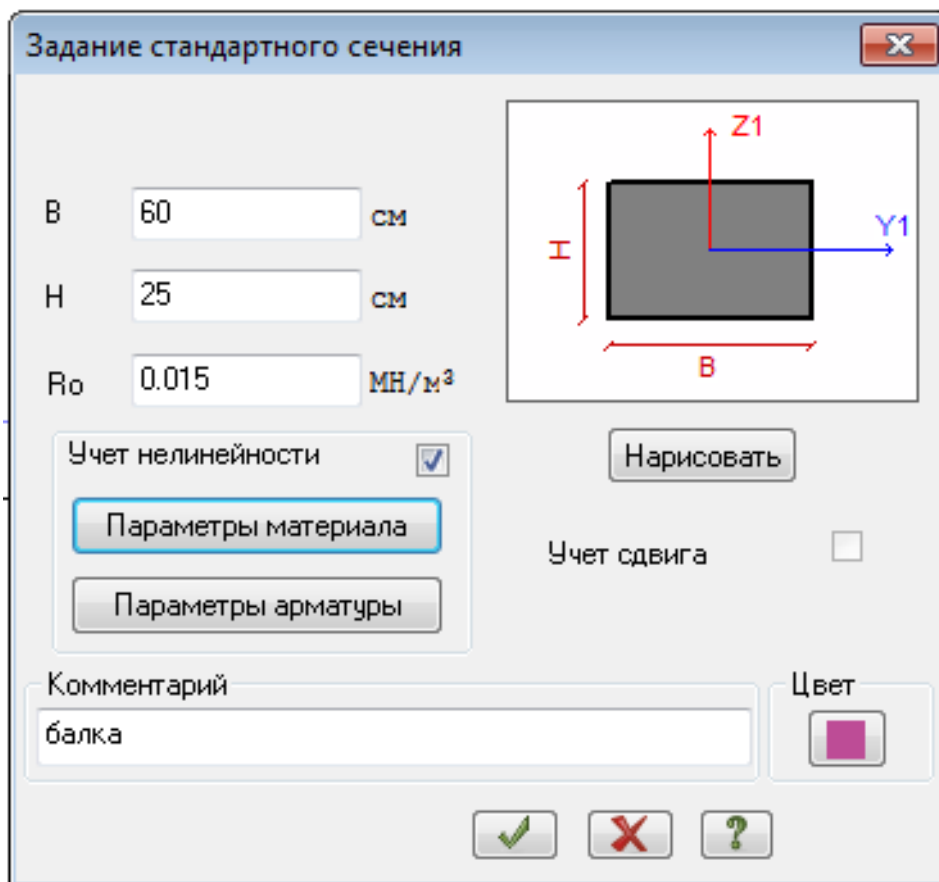 Задание стандартного сечения
Z1
Y1
H
B
B 60 см
H 25 см
Ro 0.015 МН/м³
Учет нелинейности
Нарисовать
Параметры материала
Учет сдвига
Параметры арматуры
Комментарий
Цвет
балка